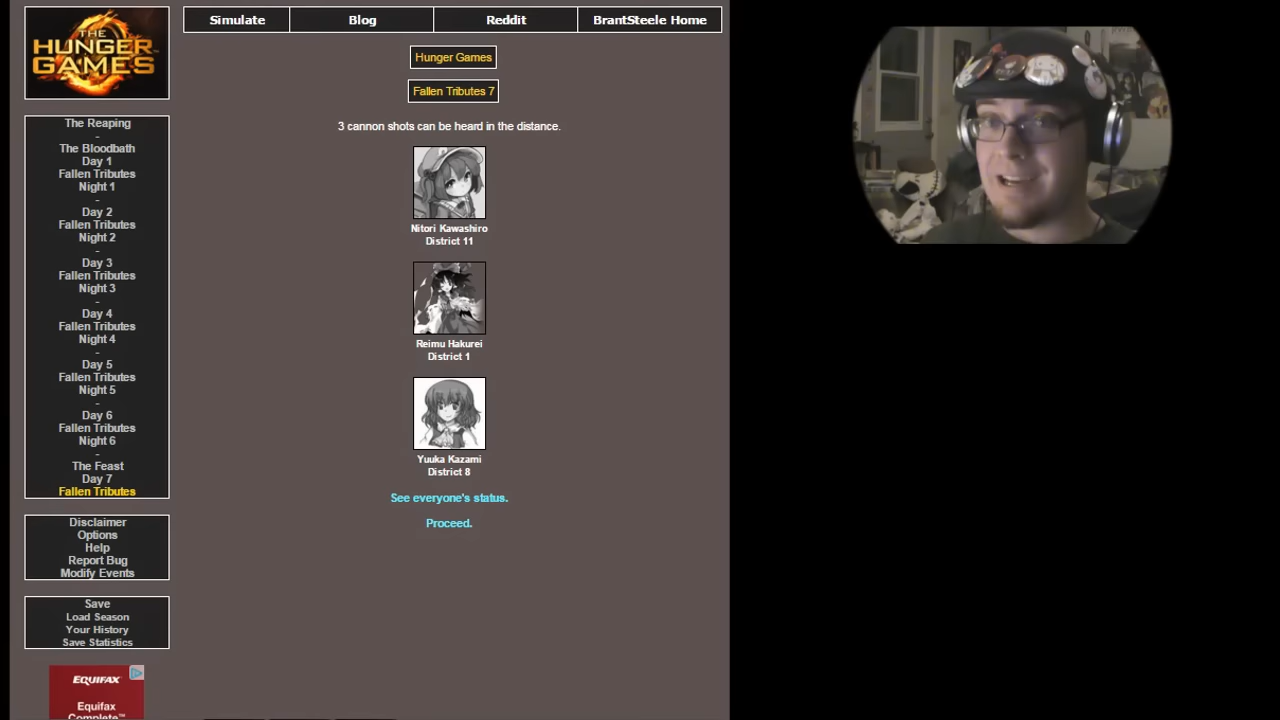 THE
HUNGER
GAMES
Simulate
Blog
Reddit
BrantSteele Home
Hunger Games
Fallen Tributes 7
3 cannon shots can be heard in the distance.
Nitori Kawashiro
District 11
Reimu Hakurei
District 1
Yuuka Kazami
District 8
See everyone's status.
Proceed.
The Reaping
-
The Bloodbath
Day 1
Fallen Tributes
Night 1
-
Day 2
Fallen Tributes
Night 2
-
Day 3
Fallen Tributes
Night 3
-
Day 4
Fallen Tributes
Night 4
-
Day 5
Fallen Tributes
Night 5
-
Day 6
Fallen Tributes
Night 6
-
The Feast
Day 7
Fallen Tributes
Disclaimer
Options
Help
Report Bug
Modify Events
Save
Load Season
Your History
Save Statistics
EQUIFAX
Equifax
Complete™